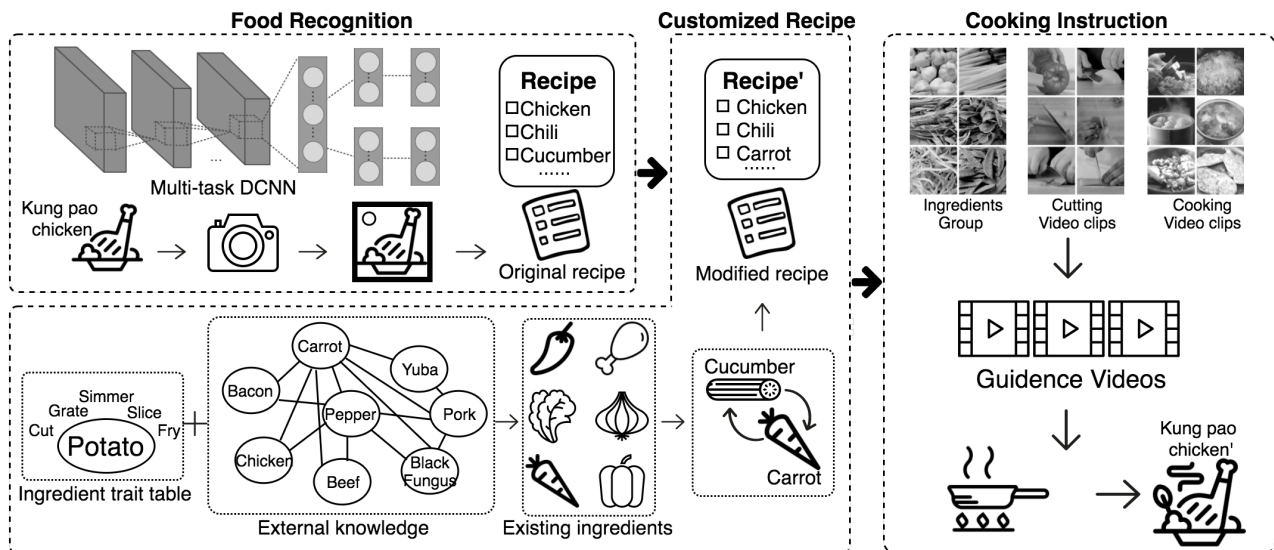 Food Recognition
Multi-task DCNN
...
Kung pao
chicken
Recipe
Chicken
Chili
Cucumber
......
Original recipe
Customized Recipe
Recipe'
Chicken
Chili
Carrot
......
Modified recipe
Cooking Instruction
Ingredients
Group
Cutting
Video clips
Cooking
Video clips
Guidence Videos
Kung pao
chicken'
Simmer
Grate
Slice
Cut
Fry
Potato
Ingredient trait table
Carrot
Yuba
Bacon
Pepper
Pork
Chicken
Beef
Black
Fungus
External knowledge
Existing ingredients
Cucumber
Carrot